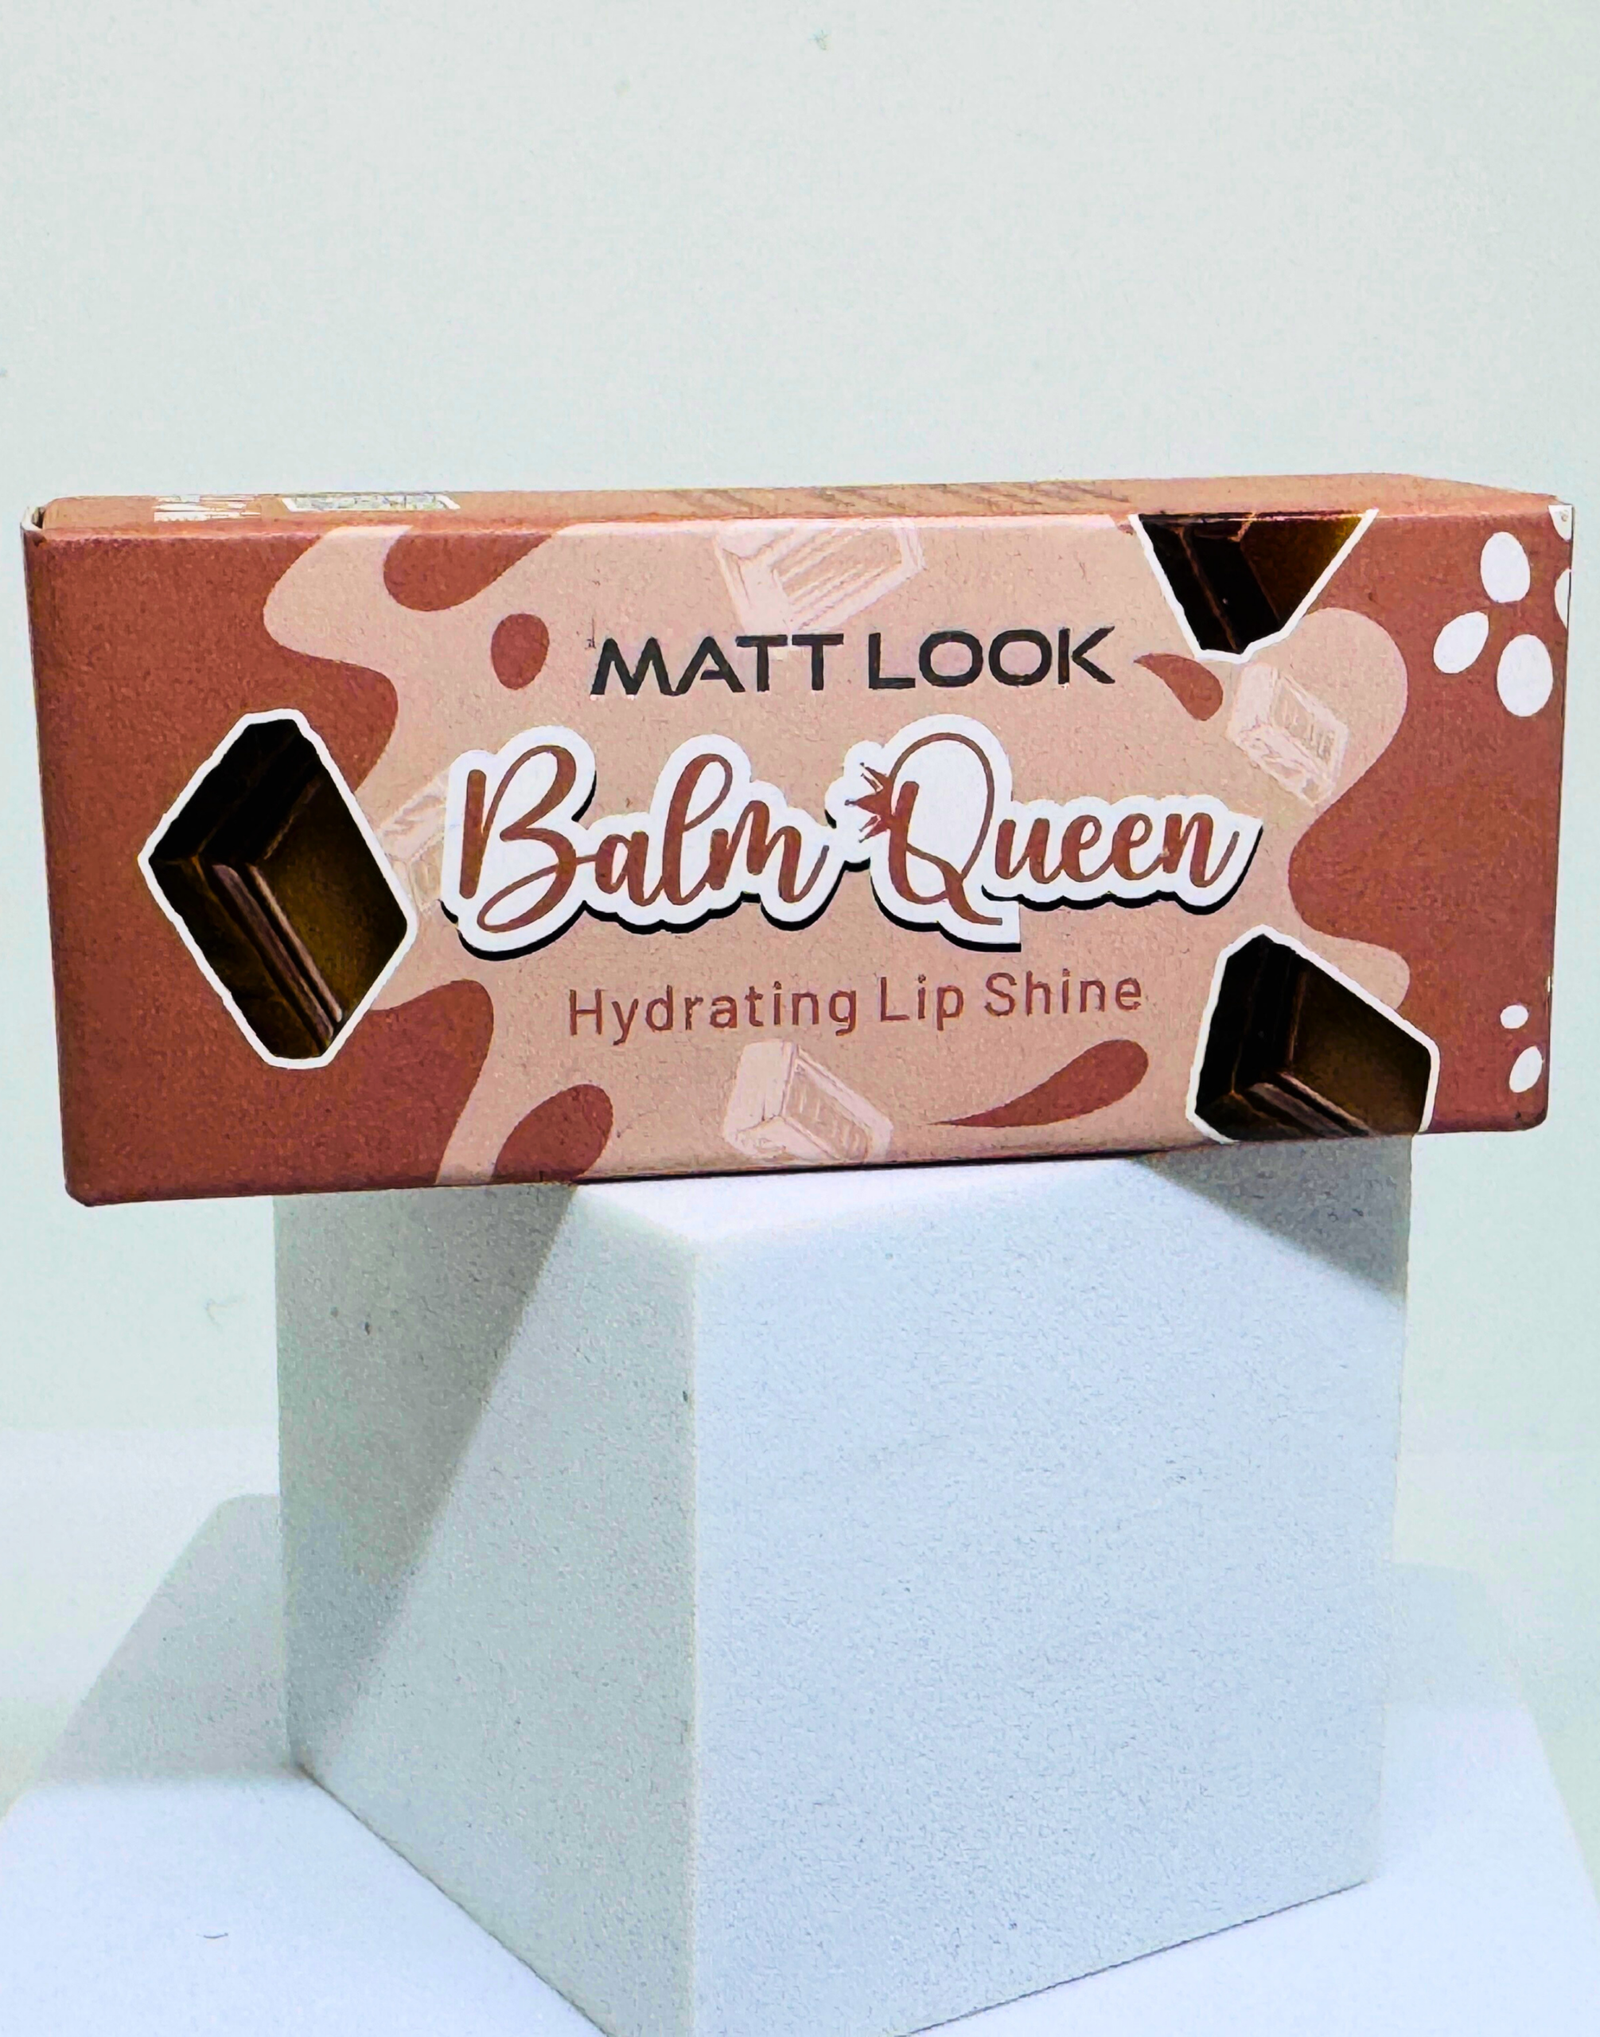 MATT LOOK
Balm Queen
Hydrating Lip Shine